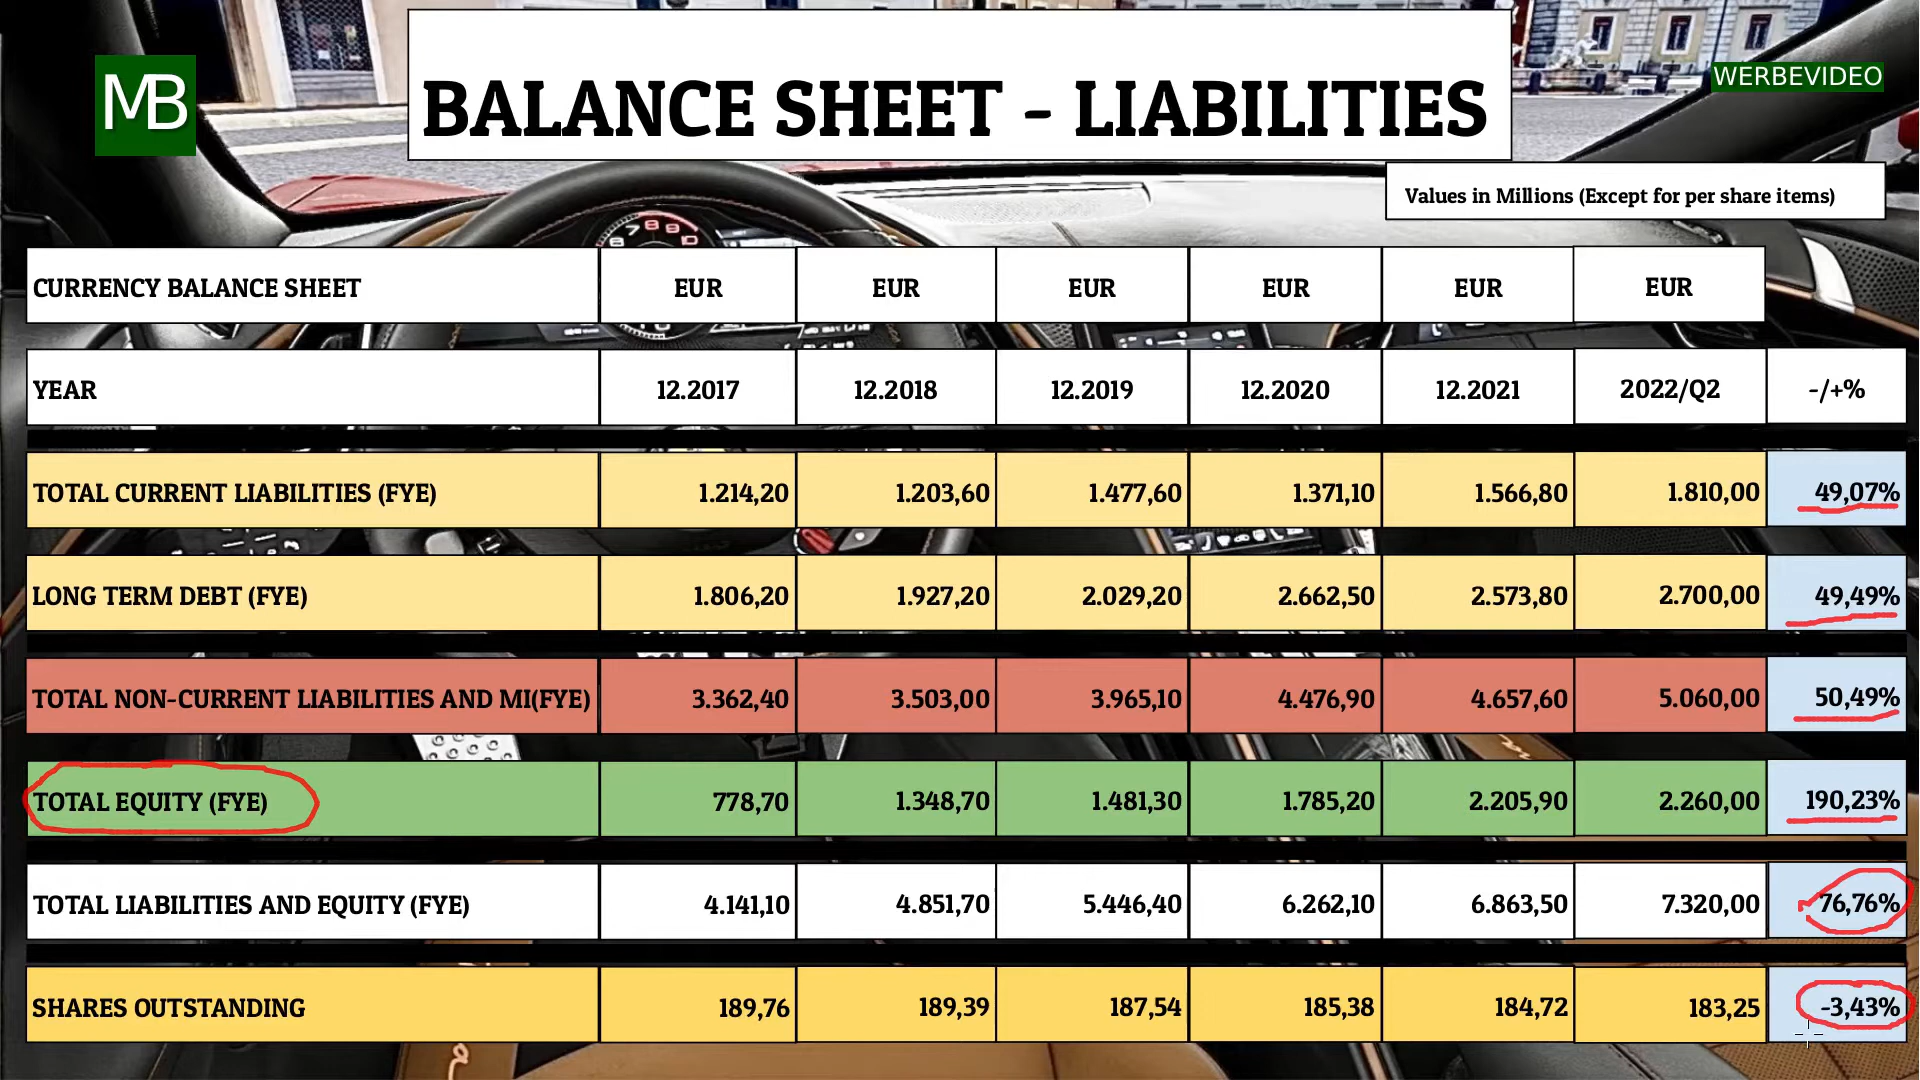 MB
BALANCE SHEET - LIABILITIES
WERBEVIDEO
Values in Millions (Except for per share items)
CURRENCY BALANCE SHEET EUR EUR EUR EUR EUR EUR
YEAR 12.2017 12.2018 12.2019 12.2020 12.2021 2022/Q2 -/+%
TOTAL CURRENT LIABILITIES (FYE) 1.214,20 1.203,60 1.477,60 1.371,10 1.566,80 1.810,00 49,07%
LONG TERM DEBT (FYE) 1.806,20 1.927,20 2.029,20 2.662,50 2.573,80 2.700,00 49,49%
TOTAL NON-CURRENT LIABILITIES AND MI(FYE) 3.362,40 3.503,00 3.965,10 4.476,90 4.657,60 5.060,00 50,49%
TOTAL EQUITY (FYE) 778,70 1.348,70 1.481,30 1.785,20 2.205,90 2.260,00 190,23%
TOTAL LIABILITIES AND EQUITY (FYE) 4.141,10 4.851,70 5.446,40 6.262,10 6.863,50 7.320,00 76,76%
SHARES OUTSTANDING 189,76 189,39 187,54 185,38 184,72 183,25 -3,43%